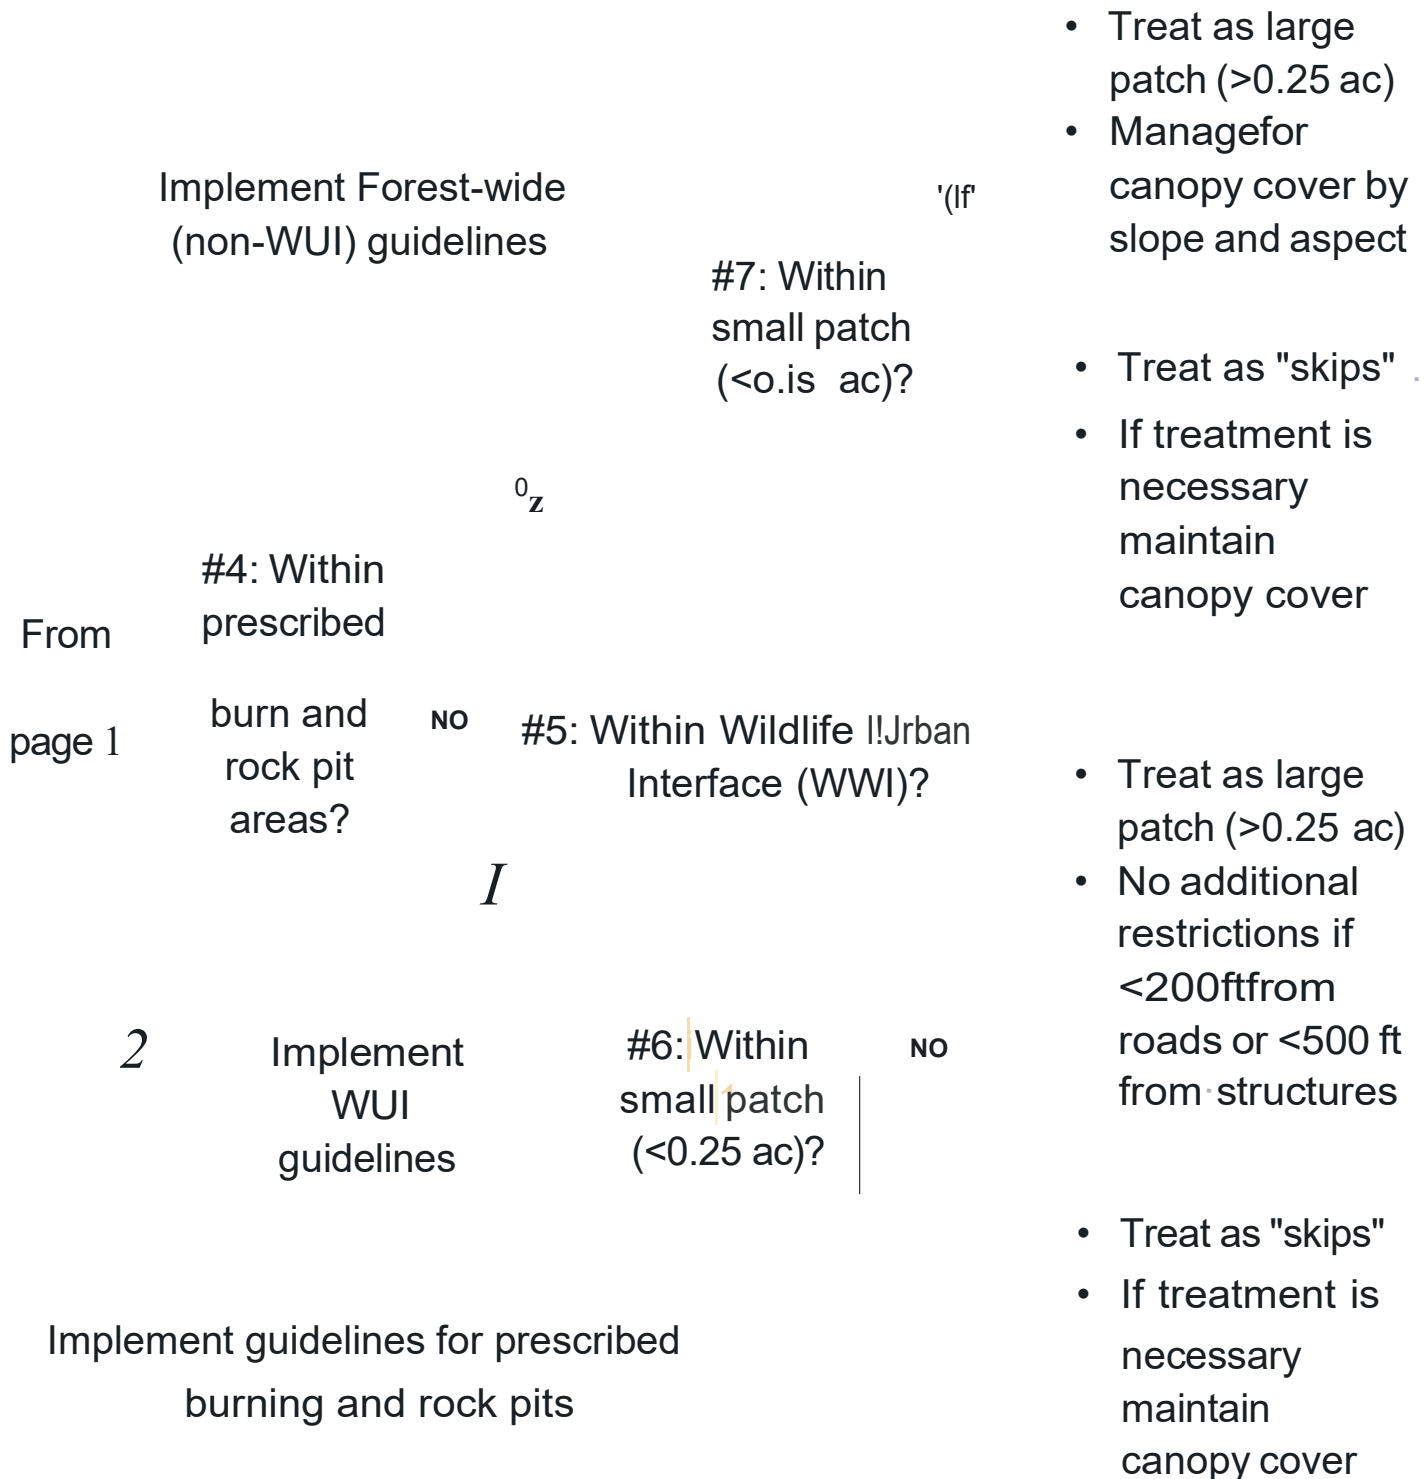 • Treat as large
patch (>0.25 ac)
• Managefor
canopy cover by
slope and aspect
Implement Forest-wide
(non-WUI) guidelines
'(lf'
#7: Within
small patch
(<o.is ac)?
• Treat as "skips" .
• If treatment is
necessary
maintain
canopy cover
0z
#4: Within
prescribed
From
page 1
burn and
rock pit
areas?
NO
#5: Within Wildlife l!Jrban
Interface (WWI)?
• Treat as large
patch (>0.25 ac)
• No additional
restrictions if
<200ftfrom
roads or <500 ft
from·structures
I
2
Implement
WUI
guidelines
#6: Within
small patch
(<0.25 ac)?
NO
• Treat as "skips"
• If treatment is
necessary
maintain
canopy cover
Implement guidelines for prescribed
burning and rock pits